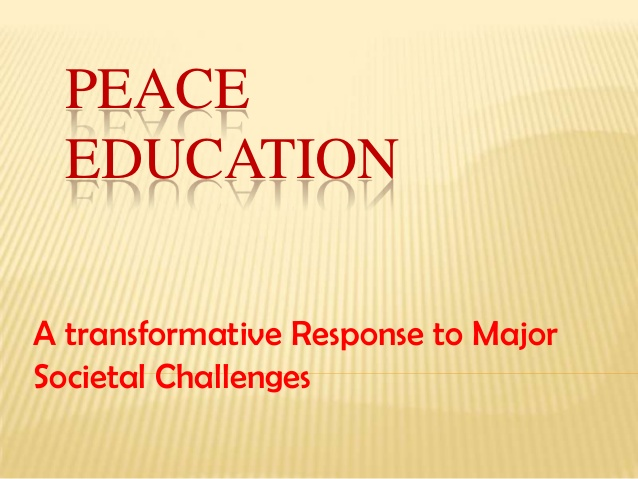 PEACE
EDUCATION
A transformative Response to Major
Societal Challenges